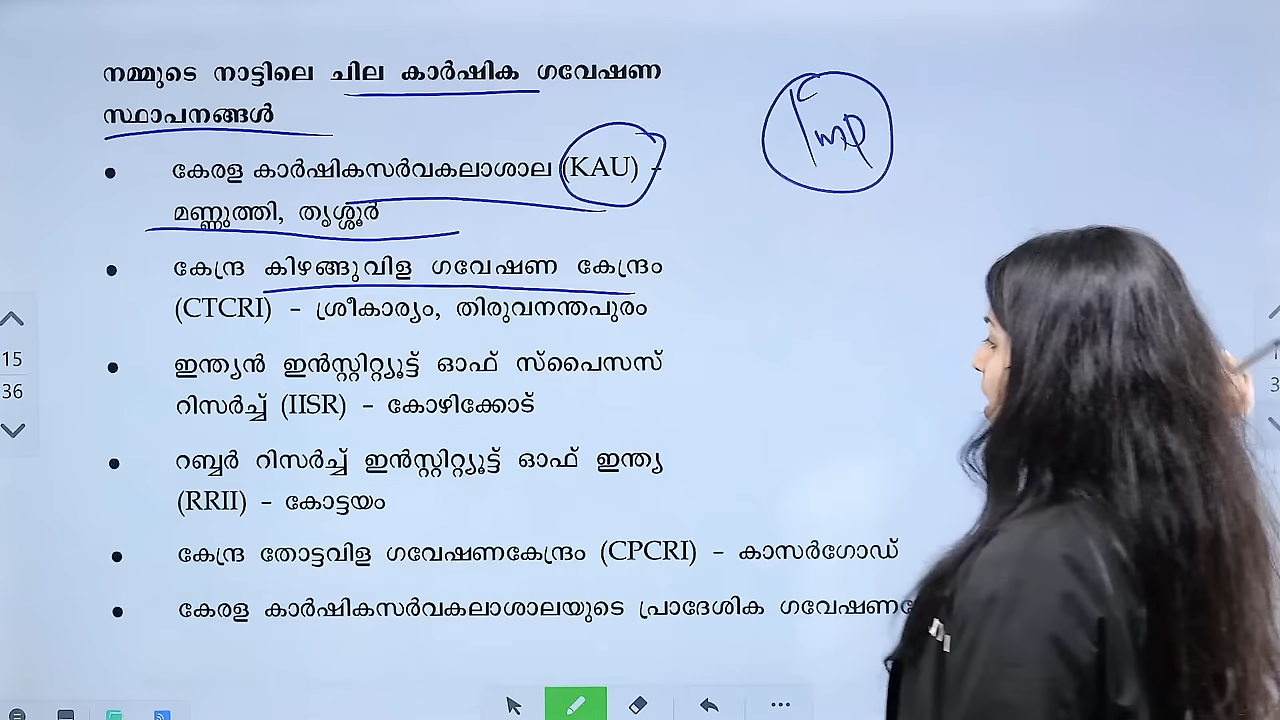 നമ്മുടെ നാട്ടിലെ ചില കാർഷിക ഗവേഷണ
സ്ഥാപനങ്ങൾ
Imp
• കേരള കാർഷികസർവകലാശാല (KAU) –
മണ്ണുത്തി, തൃശ്ശൂർ
• കേന്ദ്ര കിഴങ്ങുവിള ഗവേഷണ കേന്ദ്രം
(CTCRI) – ശ്രീകാര്യം, തിരുവനന്തപുരം
• ഇന്ത്യൻ ഇൻസ്റ്റിറ്റ്യൂട്ട് ഓഫ് സ്പൈസസ്
റിസർച്ച് (IISR) – കോഴിക്കോട്
• റബ്ബർ റിസർച്ച് ഇൻസ്റ്റിറ്റ്യൂട്ട് ഓഫ് ഇന്ത്യ
(RRII) – കോട്ടയം
• കേന്ദ്ര തോട്ടവിള ഗവേഷണകേന്ദ്രം (CPCRI) – കാസർഗോഡ്
• കേരള കാർഷികസർവകലാശാലയുടെ പ്രാദേശിക ഗവേഷണ
15
36